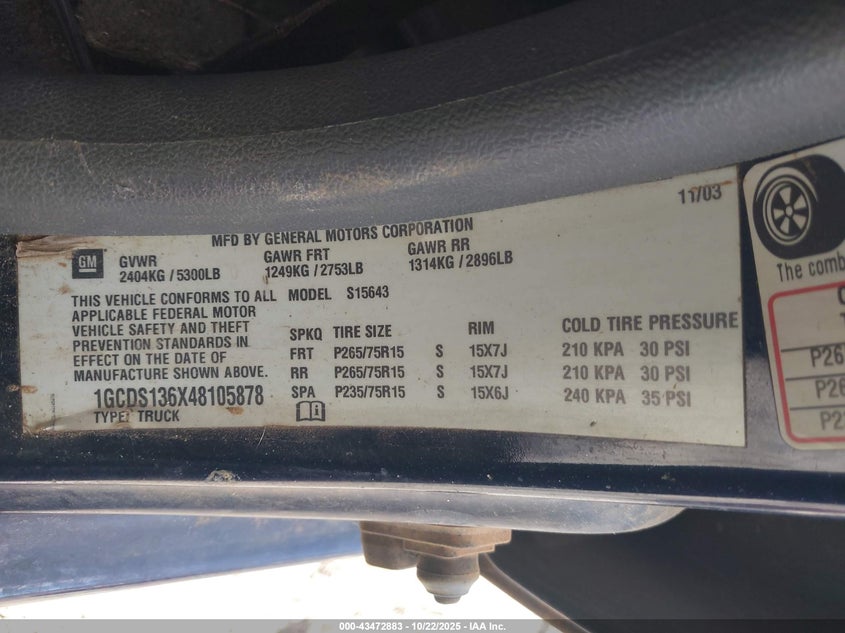 11/03
MFD BY GENERAL MOTORS CORPORATION
GM
GVWR GAWR FRT GAWR RR
2404KG / 5300LB 1249KG / 2753LB 1314KG / 2896LB
THIS VEHICLE CONFORMS TO ALL MODEL S15643
APPLICABLE FEDERAL MOTOR
VEHICLE SAFETY AND THEFT
PREVENTION STANDARDS IN
EFFECT ON THE DATE OF
MANUFACTURE SHOWN ABOVE.
1GCDS136X48105878
TYPE: TRUCK
SPKQ TIRE SIZE RIM COLD TIRE PRESSURE
FRT P265/75R15 S 15X7J 210 KPA 30 PSI
RR P265/75R15 S 15X7J 210 KPA 30 PSI
SPA P235/75R15 S 15X6J 240 KPA 35 PSI
The comb
P26
P26
P2
000-43472883 - 10/22/2025 - IAA Inc.